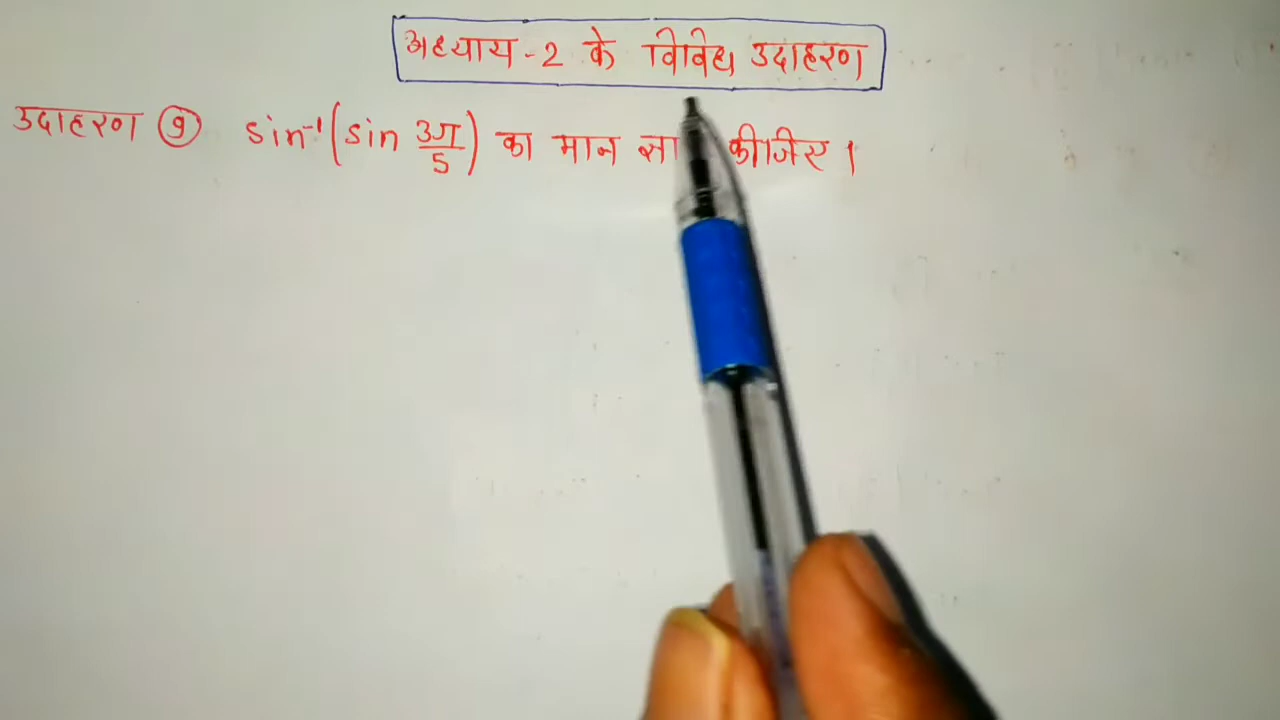 अध्याय-2 के विविध उदाहरण
उदाहरण ⑨ sin⁻¹(sin 3π/5) का मान ज्ञा कीजिए।